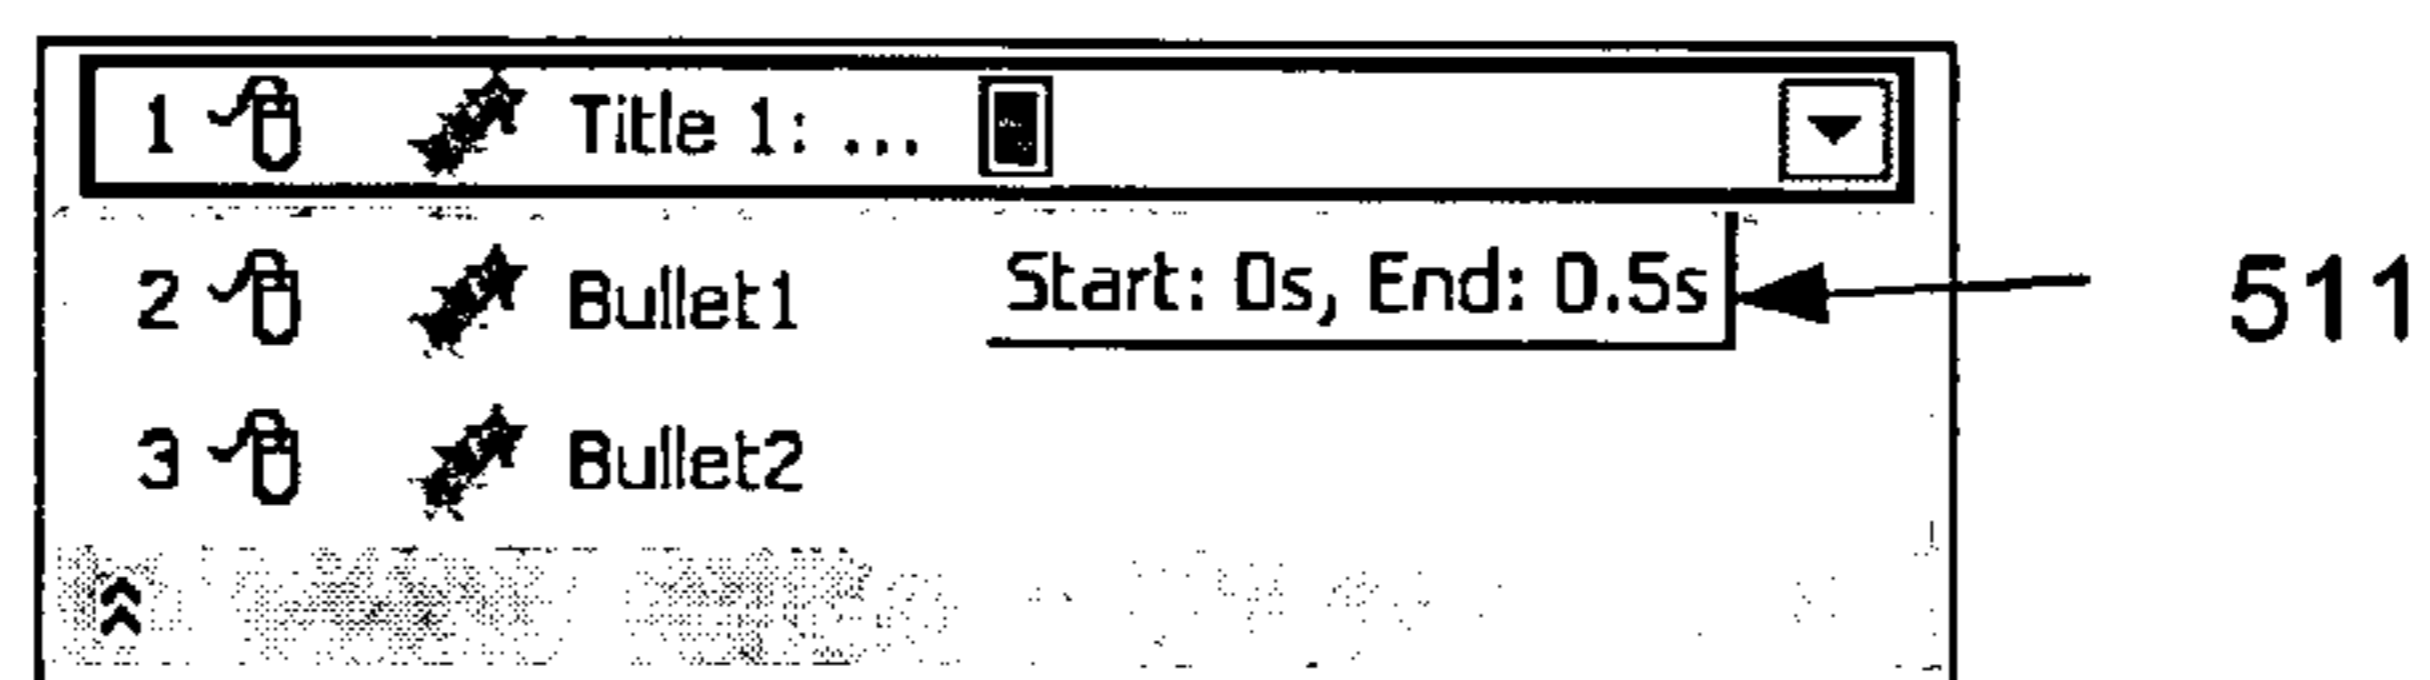 1 Title 1: ...
2 Bullet1 Start: 0s, End: 0.5s 511
3 Bullet2